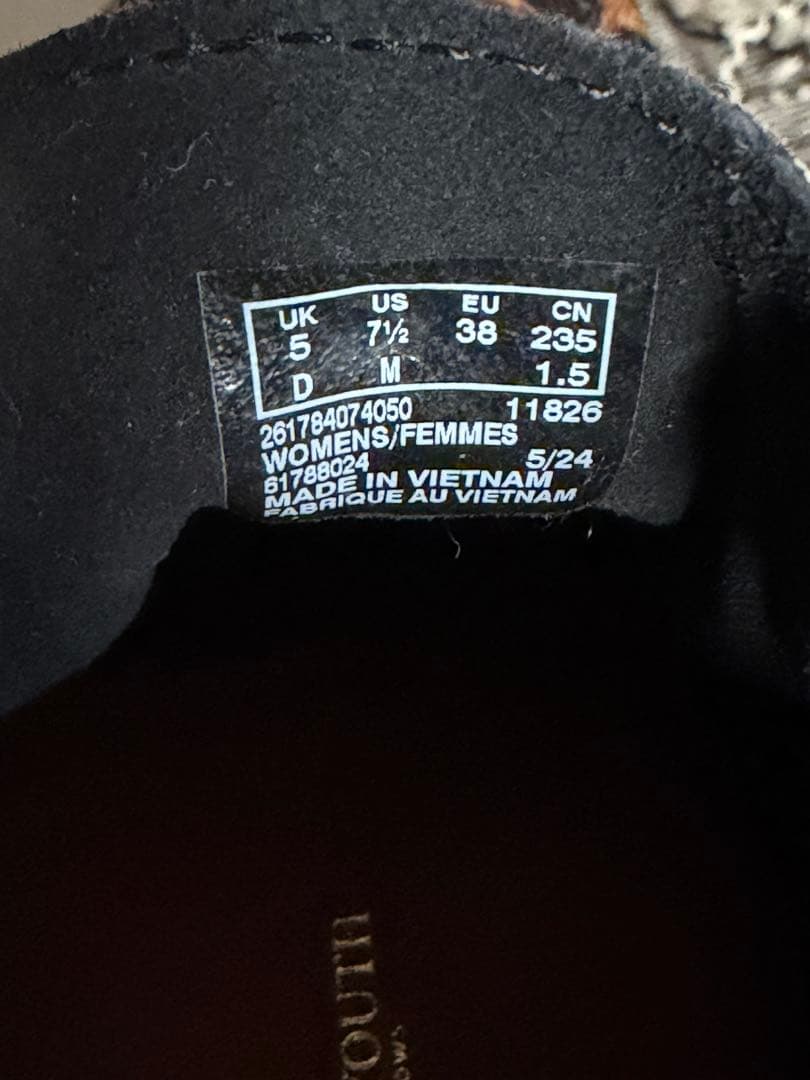 UK US EU CN
5 7½ 38 235
D M 1.5
261784074050 11826
WOMENS/FEMMES
61788024 5/24
MADE IN VIETNAM
FABRIQUE AU VIETNAM
OUTH